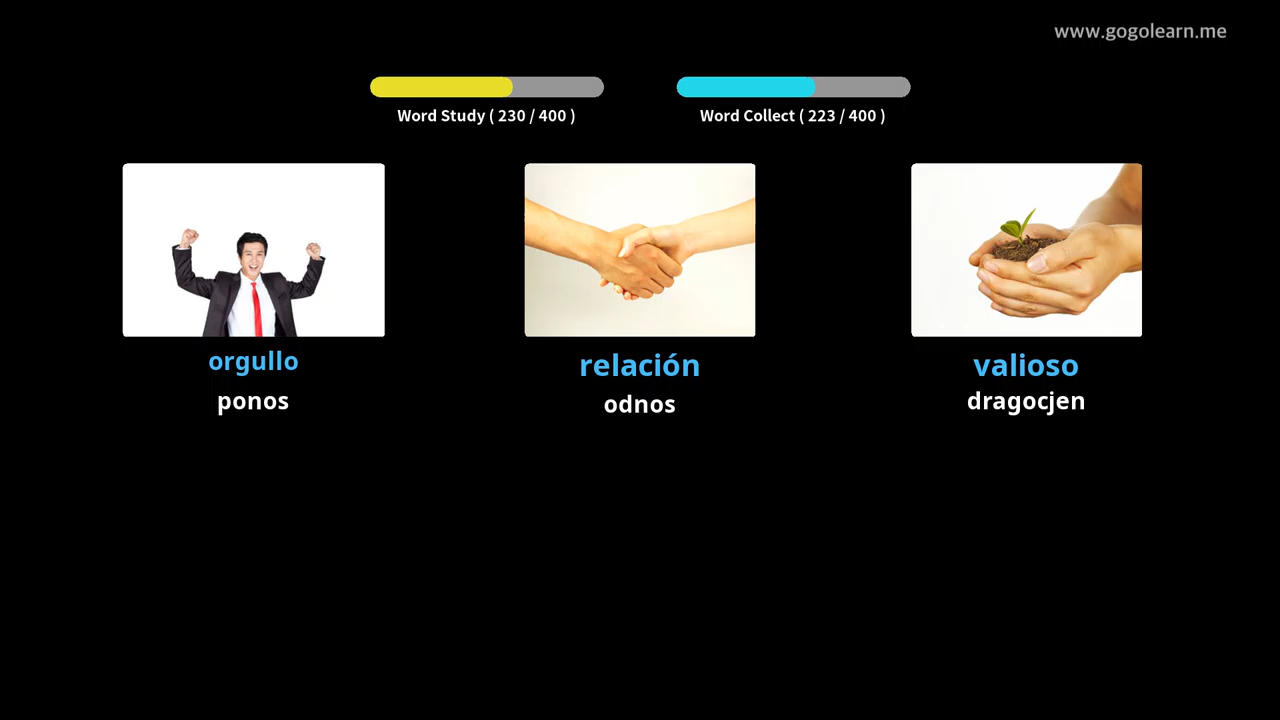 www.gogolearn.me
Word Study ( 230 / 400 )
Word Collect ( 223 / 400 )
orgullo
ponos
relación
odnos
valioso
dragocjen